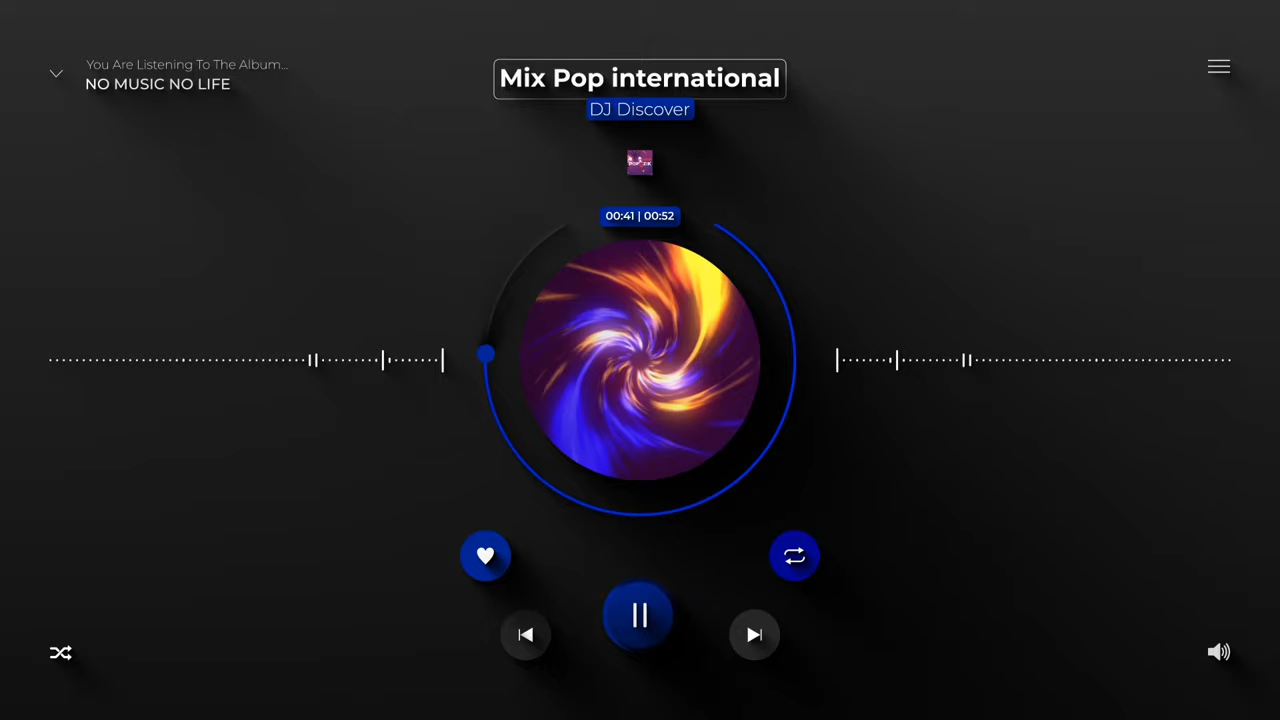 You Are Listening To The Album...
NO MUSIC NO LIFE
Mix Pop international
DJ Discover
00:41 | 00:52